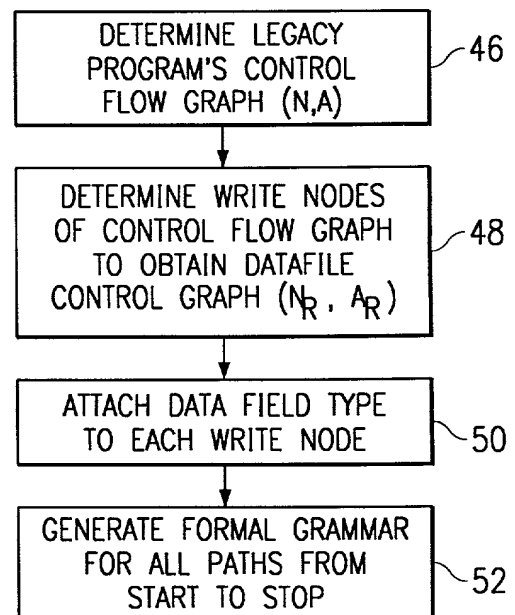 DETERMINE LEGACY
PROGRAM'S CONTROL
FLOW GRAPH (N,A)
46
DETERMINE WRITE NODES
OF CONTROL FLOW GRAPH
TO OBTAIN DATAFILE
CONTROL GRAPH (NR, AR)
48
ATTACH DATA FIELD TYPE
TO EACH WRITE NODE
50
GENERATE FORMAL GRAMMAR
FOR ALL PATHS FROM
START TO STOP
52